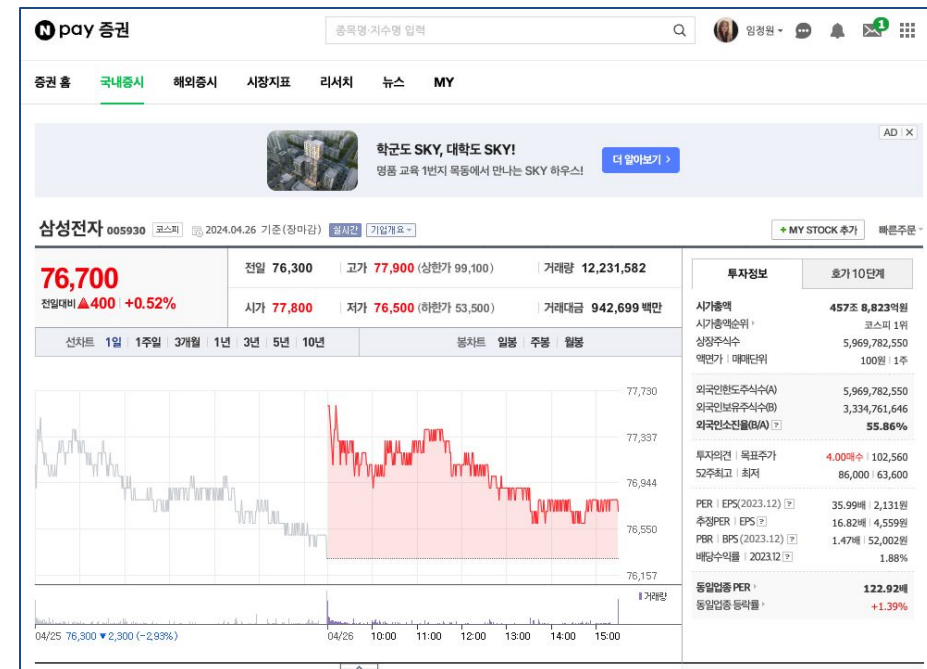 N pay 증권
종목명·지수명 입력
임정원
1
증권 홈 국내증시 해외증시 시장지표 리서치 뉴스 MY
학군도 SKY, 대학도 SKY!
명품 교육 1번지 목동에서 만나는 SKY 하우스!
더 알아보기 >
AD X
삼성전자 005930 코스피 2024.04.26 기준(장마감) 실시간 기업개요
+ MY STOCK 추가 빠른주문
76,700
전일대비 ▲400 +0.52%
전일 76,300 고가 77,900 (상한가 99,100) 거래량 12,231,582
시가 77,800 저가 76,500 (하한가 53,500) 거래대금 942,699 백만
선차트 1일 1주일 3개월 1년 3년 5년 10년 봉차트 일봉 주봉 월봉
77,730
77,337
76,944
76,550
76,157
거래량
04/25 76,300 ▼2,300 (-2,93%) 04/26 10:00 11:00 12:00 13:00 14:00 15:00
투자정보 호가 10단계
시가총액 457조 8,823억원
시가총액순위 코스피 1위
상장주식수 5,969,782,550
액면가 | 매매단위 100원 | 1주
외국인한도주식수(A) 5,969,782,550
외국인보유주식수(B) 3,334,761,646
외국인소진율(B/A) ? 55.86%
투자의견 | 목표주가 4.00매수 | 102,560
52주최고 | 최저 86,000 | 63,600
PER | EPS(2023.12) ? 35.99배 | 2,131원
추정PER | EPS ? 16.82배 | 4,559원
PBR | BPS (2023.12) ? 1.47배 | 52,002원
배당수익률 | 2023.12 ? 1.88%
동일업종 PER 122.92배
동일업종 등락률 +1.39%